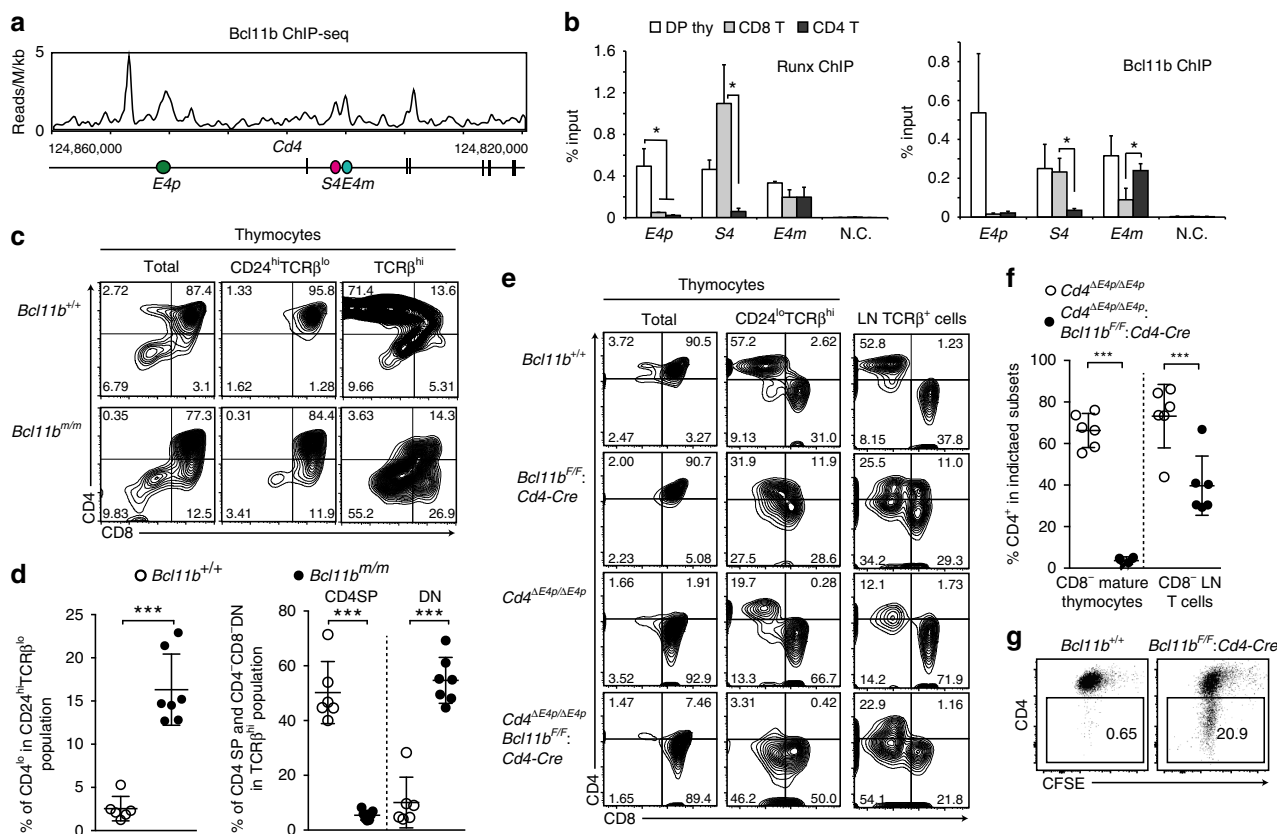 a
Bcl11b ChIP-seq
5
Reads/M/kb
0
124,860,000
Cd4
124,820,000
E4p
S4
E4m
b
DP thy CD8 T CD4 T
1.6
1.2
0.8
0.4
0
% input
Runx ChIP
*
*
E4p S4 E4m N.C.
0.8
0.6
0.4
0.2
0
% input
Bcl11b ChIP
*
*
E4p S4 E4m N.C.
c
Thymocytes
Total CD24hiTCRβlo TCRβhi
Bcl11b+/+
2.72 87.4 1.33 95.8 71.4 13.6
6.79 3.1 1.62 1.28 9.66 5.31
Bcl11bm/m
0.35 77.3 0.31 84.4 3.63 14.3
9.83 12.5 3.41 11.9 55.2 26.9
CD4
CD8
d
Bcl11b+/+ Bcl11bm/m
% of CD4lo in CD24hiTCRβlo
population
25
20
15
10
5
0
***
% of CD4 SP and CD4−CD8−DN
in TCRβhi population
80
60
40
20
0
CD4SP DN
*** ***
e
Thymocytes
Total CD24loTCRβhi LN TCRβ+ cells
Bcl11b+/+
3.72 90.5 57.2 2.62 52.8 1.23
2.47 3.27 9.13 31.0 8.15 37.8
Bcl11bF/F:
Cd4-Cre
2.00 90.7 31.9 11.9 25.5 11.0
2.23 5.08 27.5 28.6 34.2 29.3
Cd4ΔE4p/ΔE4p
1.66 1.91 19.7 0.28 12.1 1.73
3.52 92.9 13.3 66.7 14.2 71.9
Cd4ΔE4p/ΔE4p
Bcl11bF/F:
Cd4-Cre
1.47 7.46 3.31 0.42 22.9 1.16
1.65 89.4 46.2 50.0 54.1 21.8
CD4
CD8
f
Cd4ΔE4p/ΔE4p
Cd4ΔE4p/ΔE4p:
Bcl11bF/F:Cd4-Cre
% CD4+ in indictaed subsets
100
80
60
40
20
0
*** ***
CD8− mature
thymocytes
CD8− LN
T cells
g
Bcl11b+/+ Bcl11bF/F:Cd4-Cre
CD4
0.65 20.9
CFSE